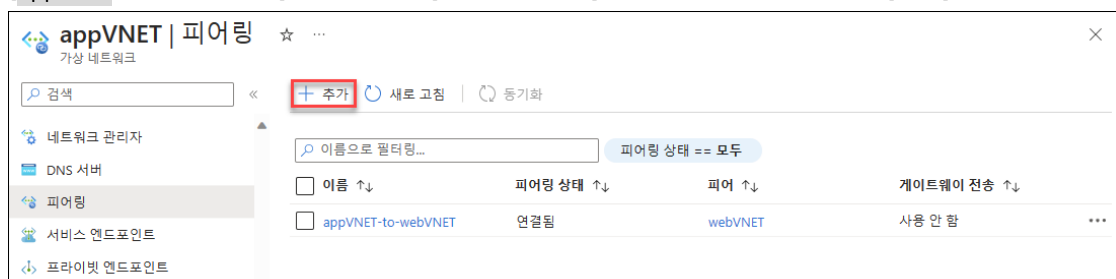 appVNET | 피어링
가상 네트워크
검색
추가 새로 고침 동기화
네트워크 관리자
DNS 서버
피어링
서비스 엔드포인트
프라이빗 엔드포인트
이름으로 필터링... 피어링 상태 == 모두
이름 피어링 상태 피어 게이트웨이 전송
appVNET-to-webVNET 연결됨 webVNET 사용 안 함